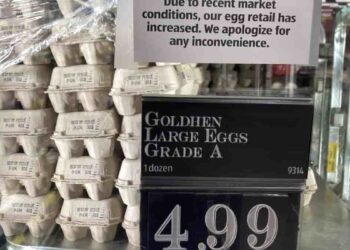 Due to recent market
conditions, our egg retail has
increased. We apologize for
any inconvenience.
GOLDHEN
LARGE EGGS
GRADE A
1 dozen 9314
4.99